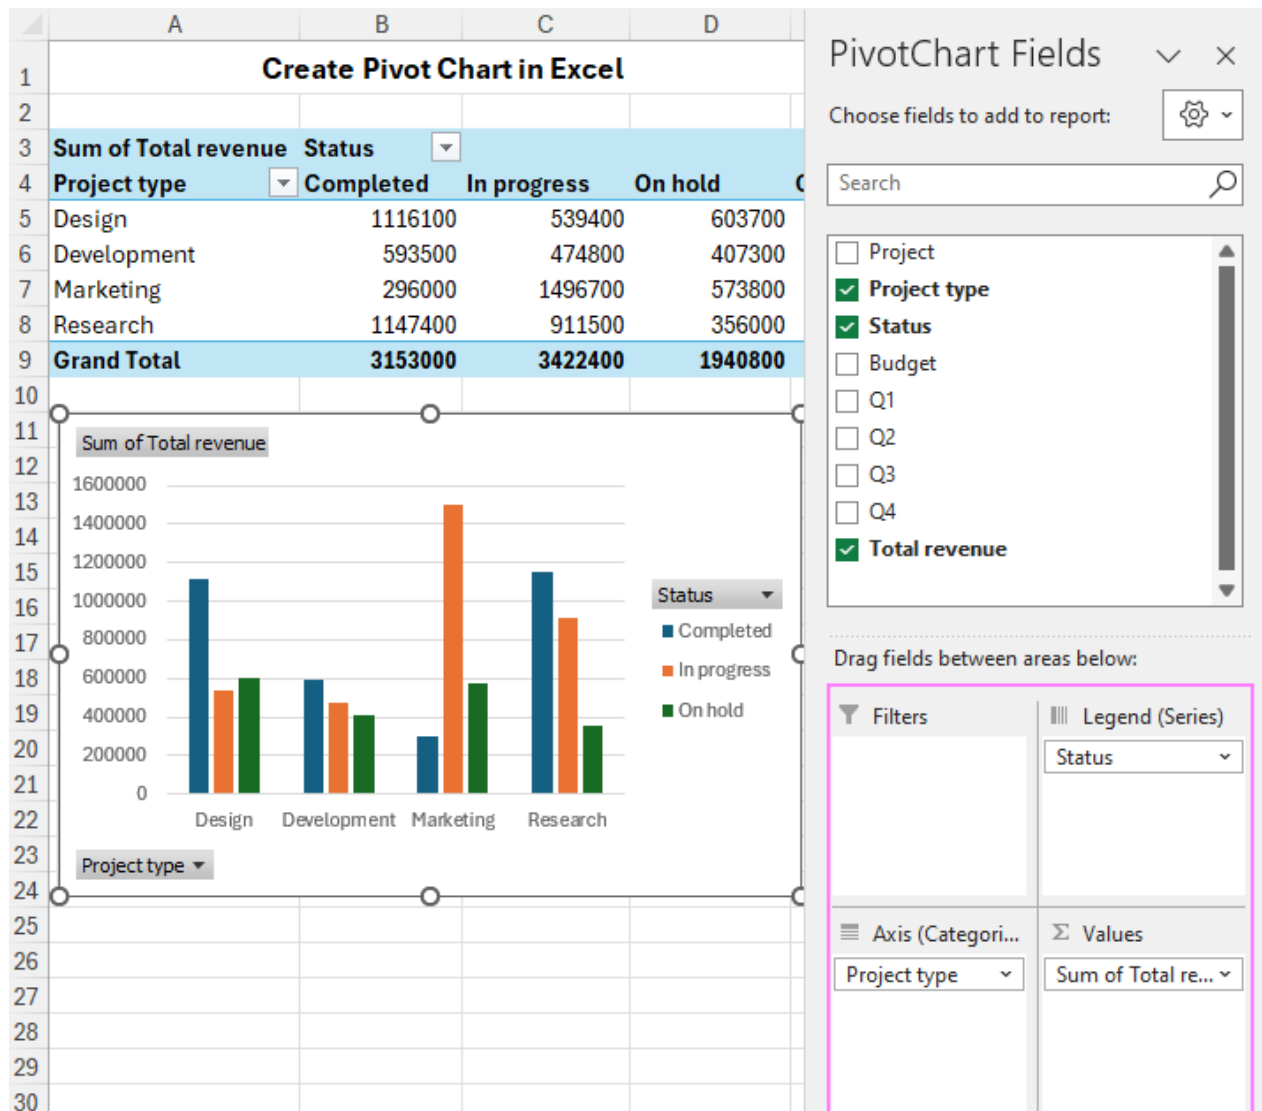 A B C D
1 Create Pivot Chart in Excel
2
3 Sum of Total revenue Status
4 Project type Completed In progress On hold
5 Design 1116100 539400 603700
6 Development 593500 474800 407300
7 Marketing 296000 1496700 573800
8 Research 1147400 911500 356000
9 Grand Total 3153000 3422400 1940800
10
11
12
13
14
15
16
17
18
19
20
21
22
23
24
25
26
27
28
29
30
Sum of Total revenue
1600000
1400000
1200000
1000000
800000
600000
400000
200000
0
Design Development Marketing Research
Status
Completed
In progress
On hold
Project type
PivotChart Fields
Choose fields to add to report:
Search
Project
Project type
Status
Budget
Q1
Q2
Q3
Q4
Total revenue
Drag fields between areas below:
Filters
Legend (Series)
Status
Axis (Categori...
Project type
Σ Values
Sum of Total re...